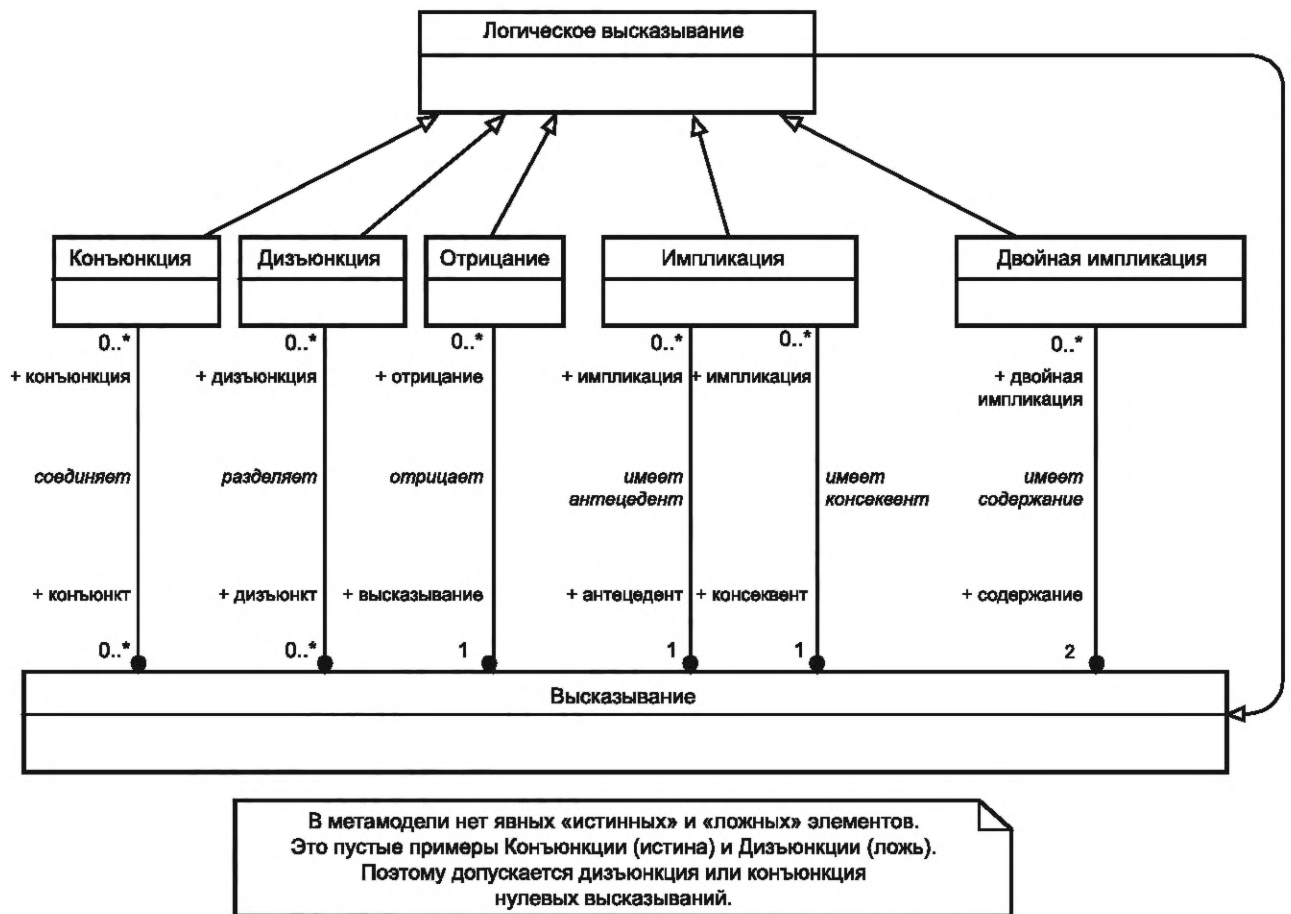 Логическое высказывание
Конъюнкция Дизъюнкция Отрицание Импликация Двойная импликация
0..* 0..* 0..* 0..* 0..* 0..*
+ конъюнкция + дизъюнкция + отрицание + импликация + импликация + двойная
импликация
соединяет разделяет отрицает имеет имеет имеет
антецедент консеквент содержание
+ конъюнкт + дизъюнкт + высказывание + антецедент + консеквент + содержание
0..* 0..* 1 1 1 2
Высказывание
В метамодели нет явных «истинных» и «ложных» элементов.
Это пустые примеры Конъюнкции (истина) и Дизъюнкции (ложь).
Поэтому допускается дизъюнкция или конъюнкция
нулевых высказываний.